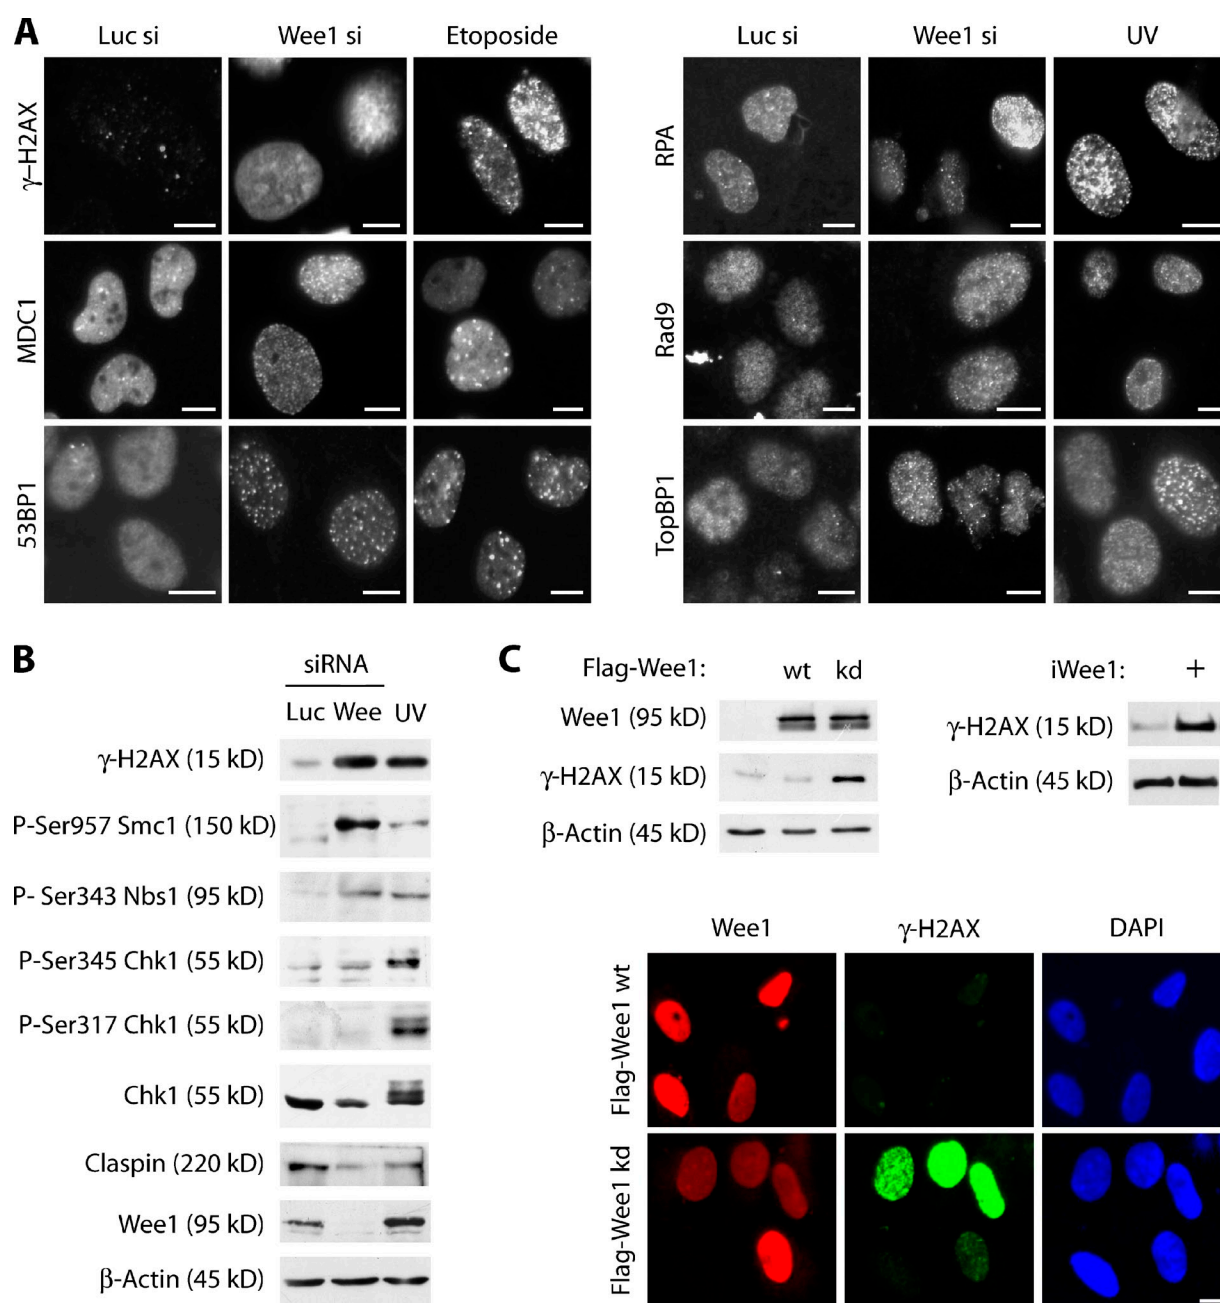 A
Luc si Wee1 si Etoposide Luc si Wee1 si UV
γ–H2AX
MDC1
53BP1
RPA
Rad9
TopBP1
B
siRNA
Luc Wee UV
γ-H2AX (15 kD)
P-Ser957 Smc1 (150 kD)
P- Ser343 Nbs1 (95 kD)
P-Ser345 Chk1 (55 kD)
P-Ser317 Chk1 (55 kD)
Chk1 (55 kD)
Claspin (220 kD)
Wee1 (95 kD)
β-Actin (45 kD)
C
Flag-Wee1: wt kd
Wee1 (95 kD)
γ-H2AX (15 kD)
β-Actin (45 kD)
iWee1: +
γ-H2AX (15 kD)
β-Actin (45 kD)
Wee1 γ-H2AX DAPI
Flag-Wee1 wt
Flag-Wee1 kd